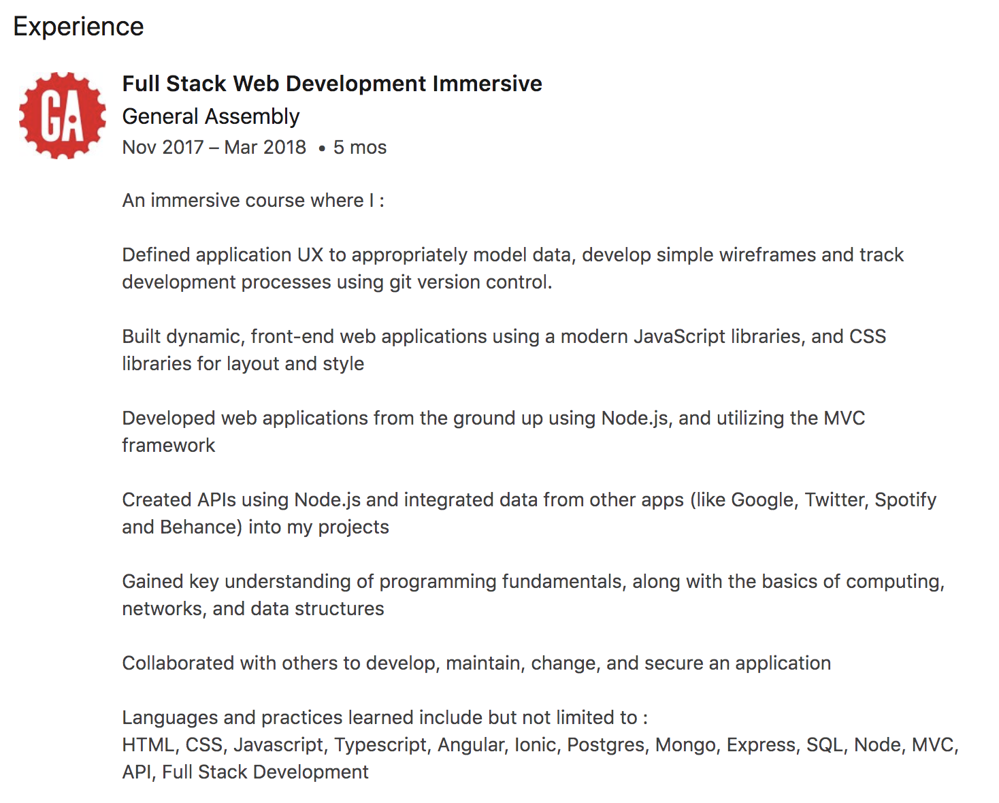 Experience
GA
Full Stack Web Development Immersive
General Assembly
Nov 2017 – Mar 2018 • 5 mos
An immersive course where I :
Defined application UX to appropriately model data, develop simple wireframes and track
development processes using git version control.
Built dynamic, front-end web applications using a modern JavaScript libraries, and CSS
libraries for layout and style
Developed web applications from the ground up using Node.js, and utilizing the MVC
framework
Created APIs using Node.js and integrated data from other apps (like Google, Twitter, Spotify
and Behance) into my projects
Gained key understanding of programming fundamentals, along with the basics of computing,
networks, and data structures
Collaborated with others to develop, maintain, change, and secure an application
Languages and practices learned include but not limited to :
HTML, CSS, Javascript, Typescript, Angular, Ionic, Postgres, Mongo, Express, SQL, Node, MVC,
API, Full Stack Development